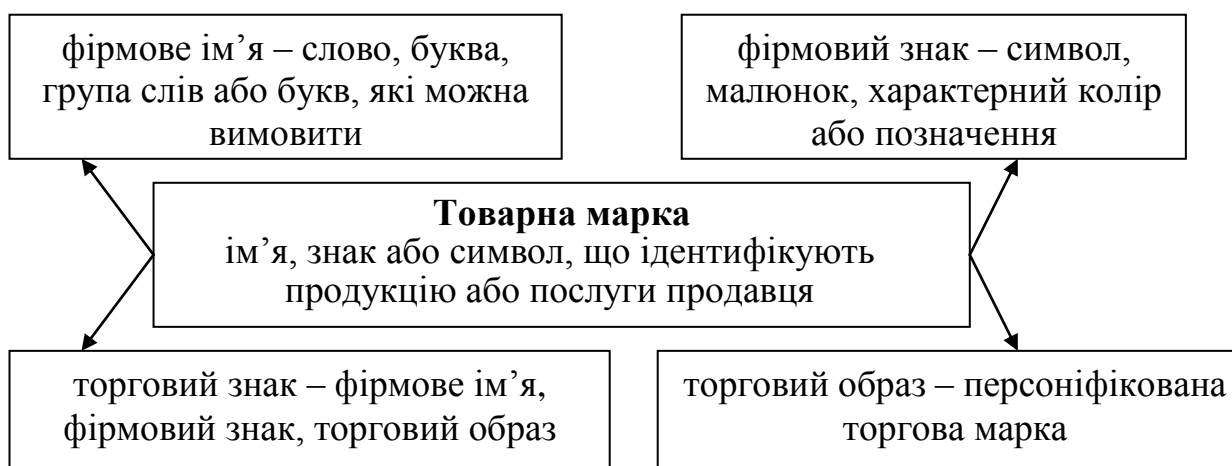 фірмове ім’я – слово, буква,
група слів або букв, які можна
вимовити
фірмовий знак – символ,
малюнок, характерний колір
або позначення
Товарна марка
ім’я, знак або символ, що ідентифікують
продукцію або послуги продавця
торговий знак – фірмове ім’я,
фірмовий знак, торговий образ
торговий образ – персоніфікована
торгова марка